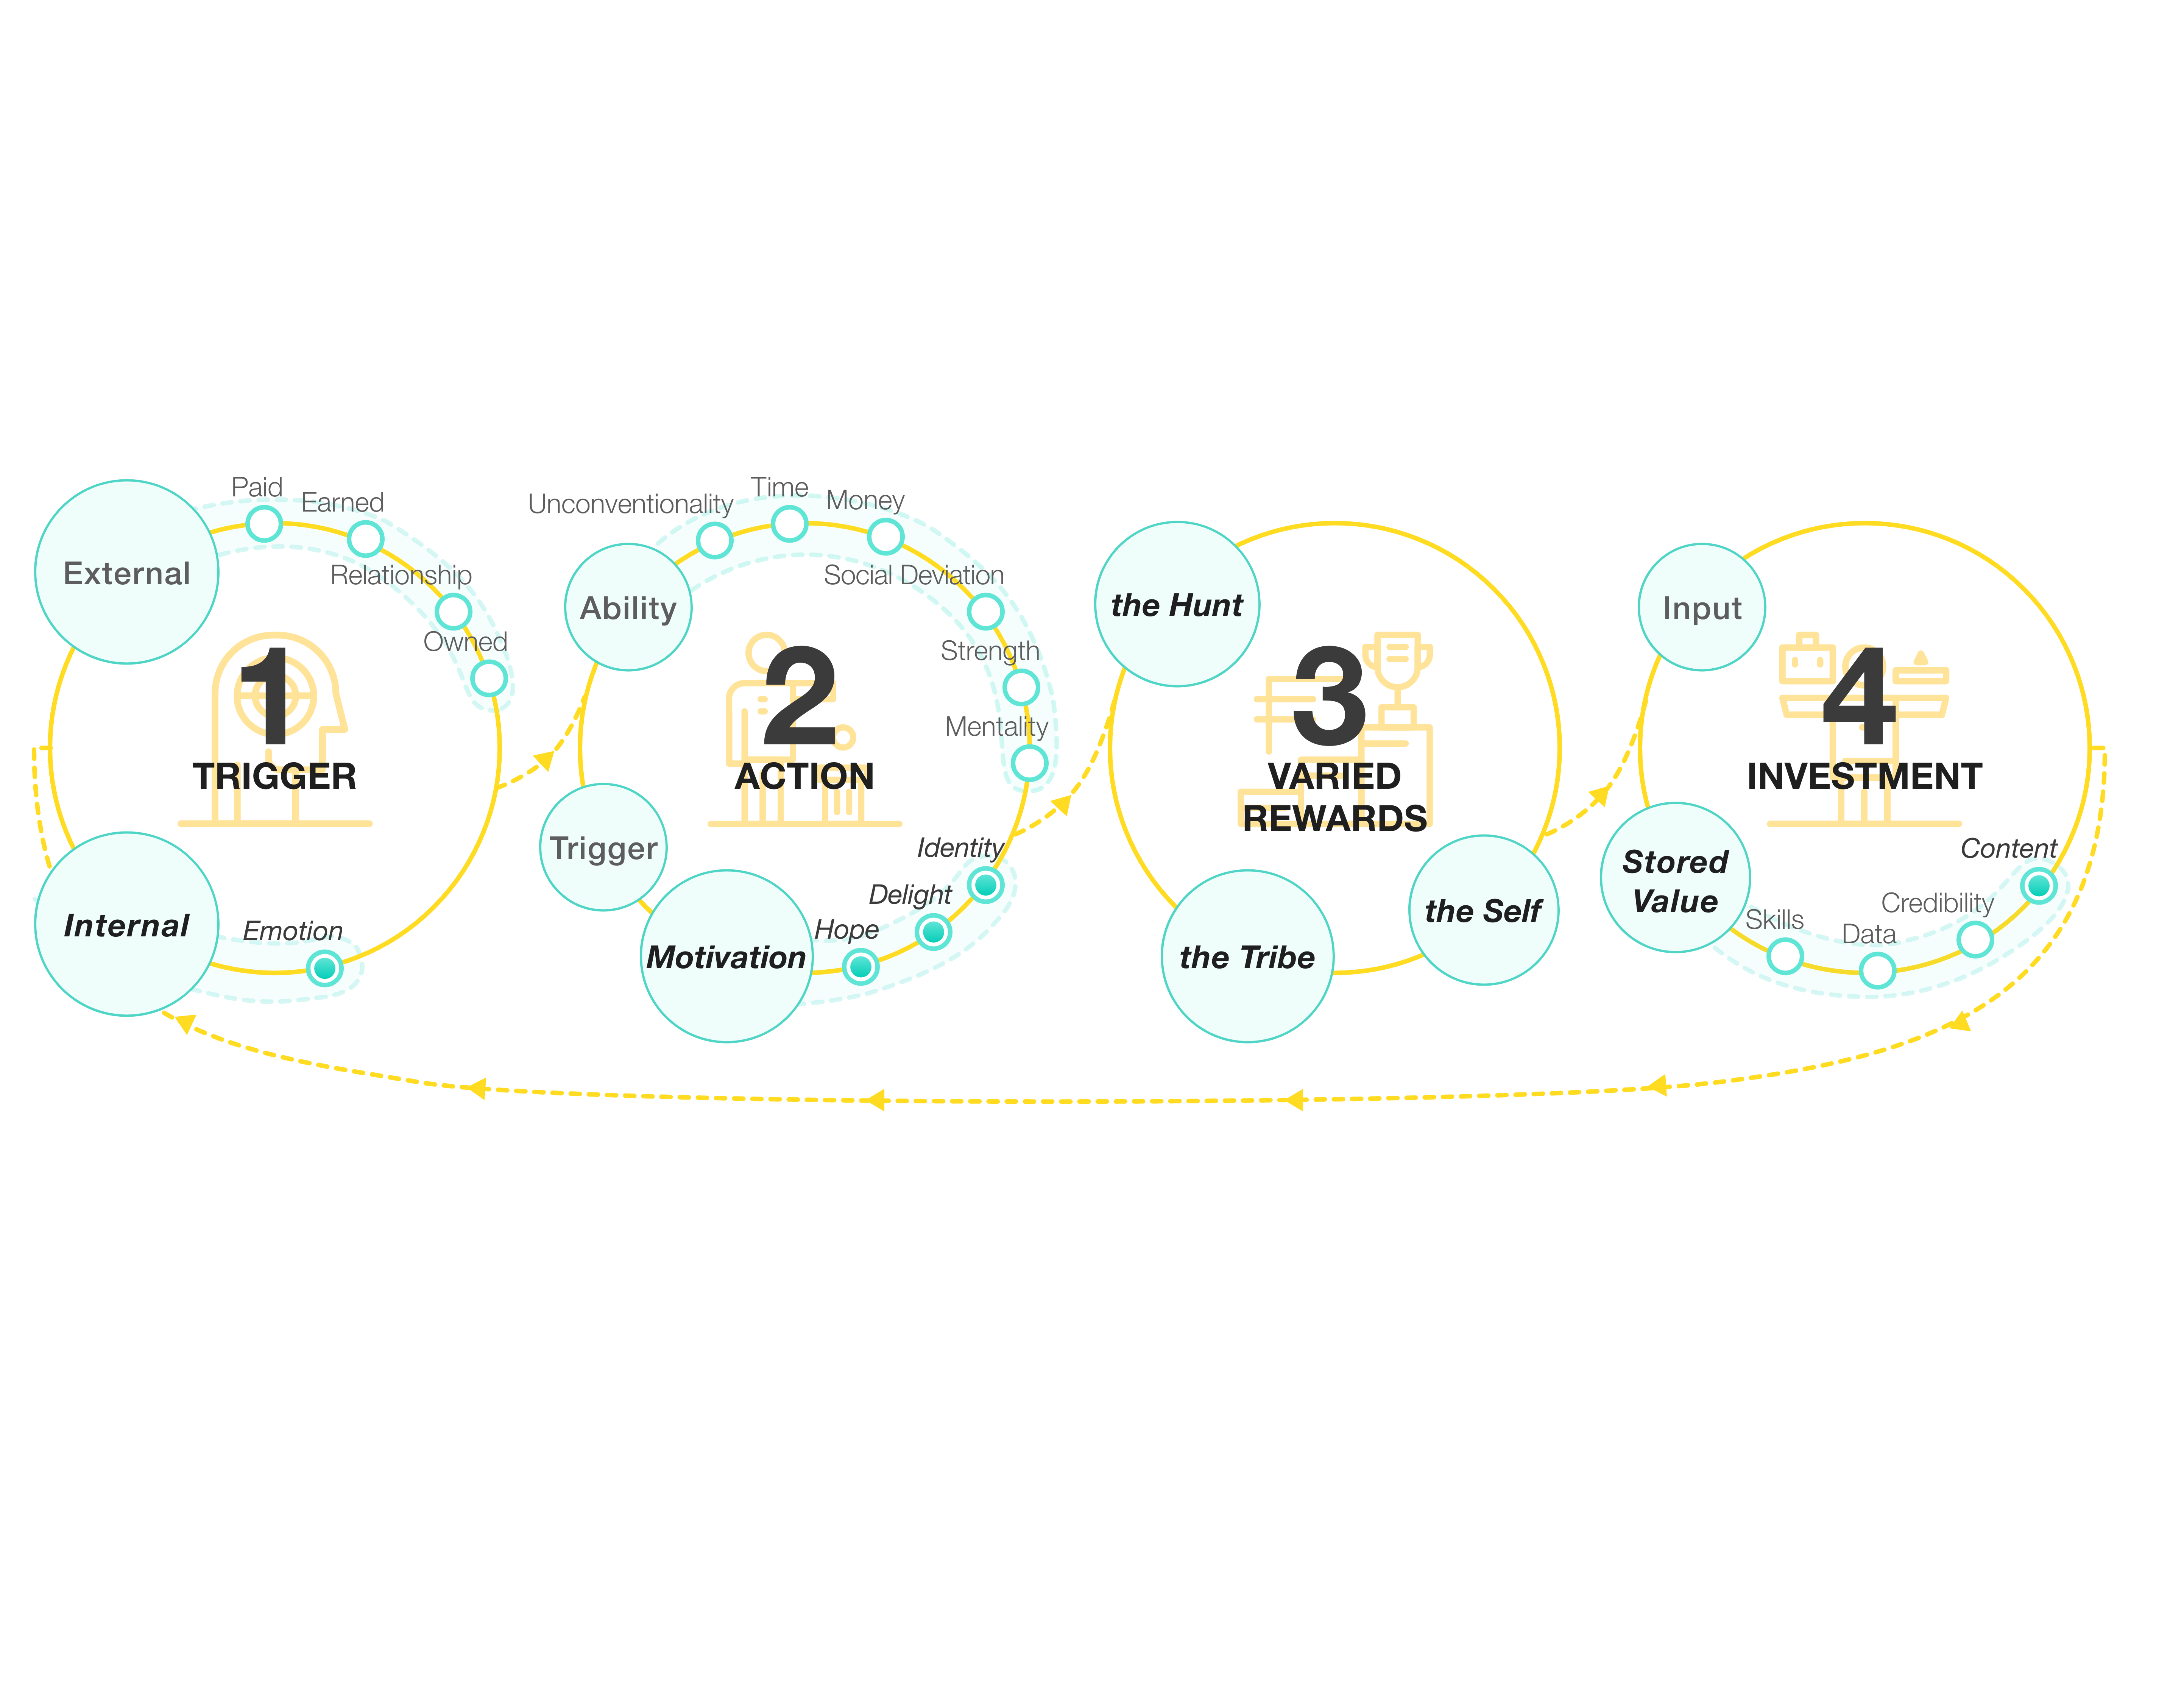 Paid
Earned
External
Relationship
Owned
1
TRIGGER
Internal
Emotion
Unconventionality
Time
Money
Ability
Social Deviation
Strength
Mentality
2
ACTION
Trigger
Identity
Delight
Hope
Motivation
the Hunt
3
VARIED
REWARDS
the Self
the Tribe
Input
4
INVESTMENT
Stored
Value
Content
Credibility
Skills
Data